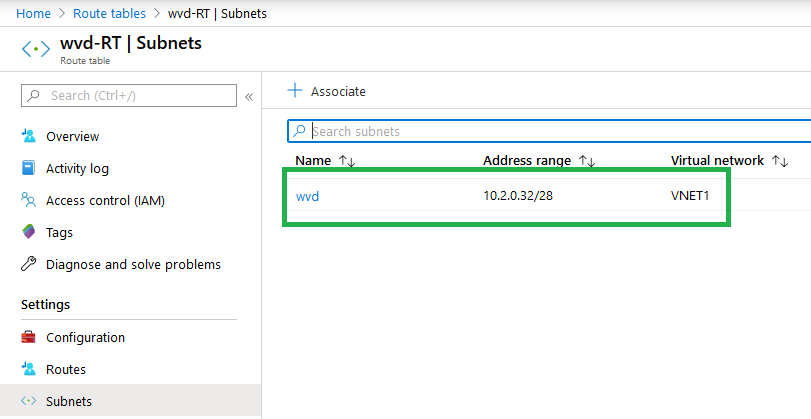 Home > Route tables > wvd-RT | Subnets
wvd-RT | Subnets
Route table
Search (Ctrl+/)
«
Overview
Activity log
Access control (IAM)
Tags
Diagnose and solve problems
Settings
Configuration
Routes
Subnets
+ Associate
Search subnets
Name ↑↓ Address range ↑↓ Virtual network ↑↓
wvd 10.2.0.32/28 VNET1